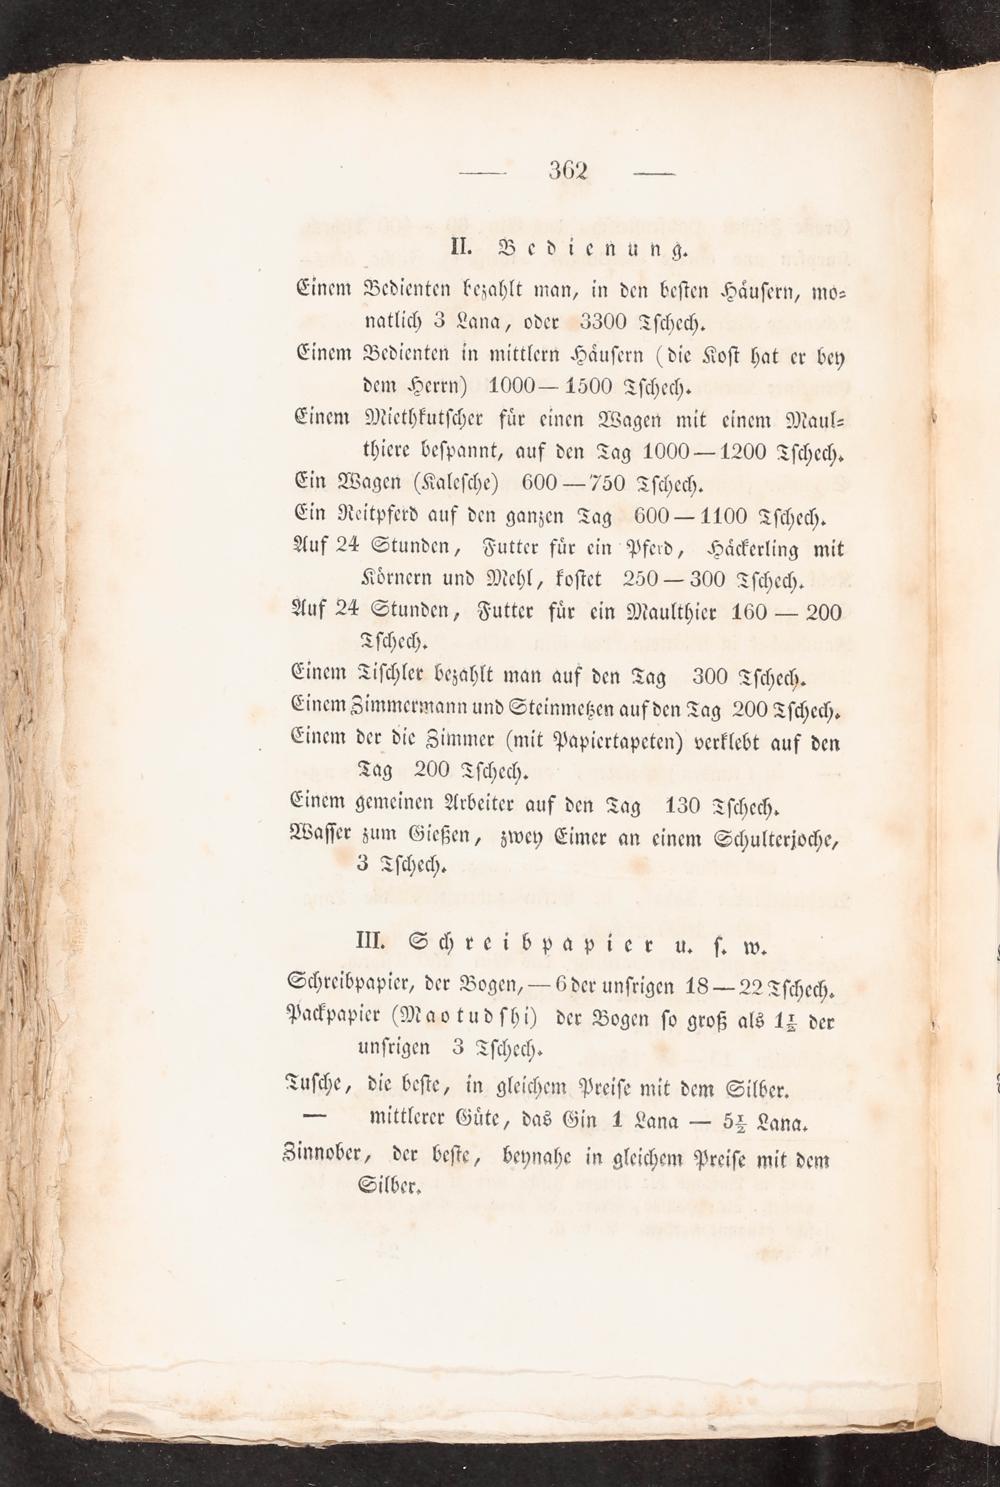 — 362 —
II. Bedienung.
Einem Bedienten bezahlt man, in den besten Häusern, mo-
natlich 3 Lana, oder 3300 Tschech.
Einem Bedienten in mittlern Häusern (die Kost hat er bey
dem Herrn) 1000—1500 Tschech.
Einem Miethkutscher für einen Wagen mit einem Maul-
thiere bespannt, auf den Tag 1000—1200 Tschech.
Ein Wagen (Kalesche) 600—750 Tschech.
Ein Reitpferd auf den ganzen Tag 600—1100 Tschech.
Auf 24 Stunden, Futter für ein Pferd, Häckerling mit
Körnern und Mehl, kostet 250—300 Tschech.
Auf 24 Stunden, Futter für ein Maulthier 160—200
Tschech.
Einem Tischler bezahlt man auf den Tag 300 Tschech.
Einem Zimmermann und Steinmetzen auf den Tag 200 Tschech.
Einem der die Zimmer (mit Papiertapeten) verklebt auf den
Tag 200 Tschech.
Einem gemeinen Arbeiter auf den Tag 130 Tschech.
Wasser zum Gießen, zwey Eimer an einem Schulterjoche,
3 Tschech.
III. Schreibpapier u. s. w.
Schreibpapier, der Bogen,—6 der unsrigen 18—22 Tschech.
Packpapier (Maotudshi) der Bogen so groß als 1½ der
unsrigen 3 Tschech.
Tusche, die beste, in gleichem Preise mit dem Silber.
— mittlerer Güte, das Gin 1 Lana — 5½ Lana.
Zinnober, der beste, beynahe in gleichem Preise mit dem
Silber.